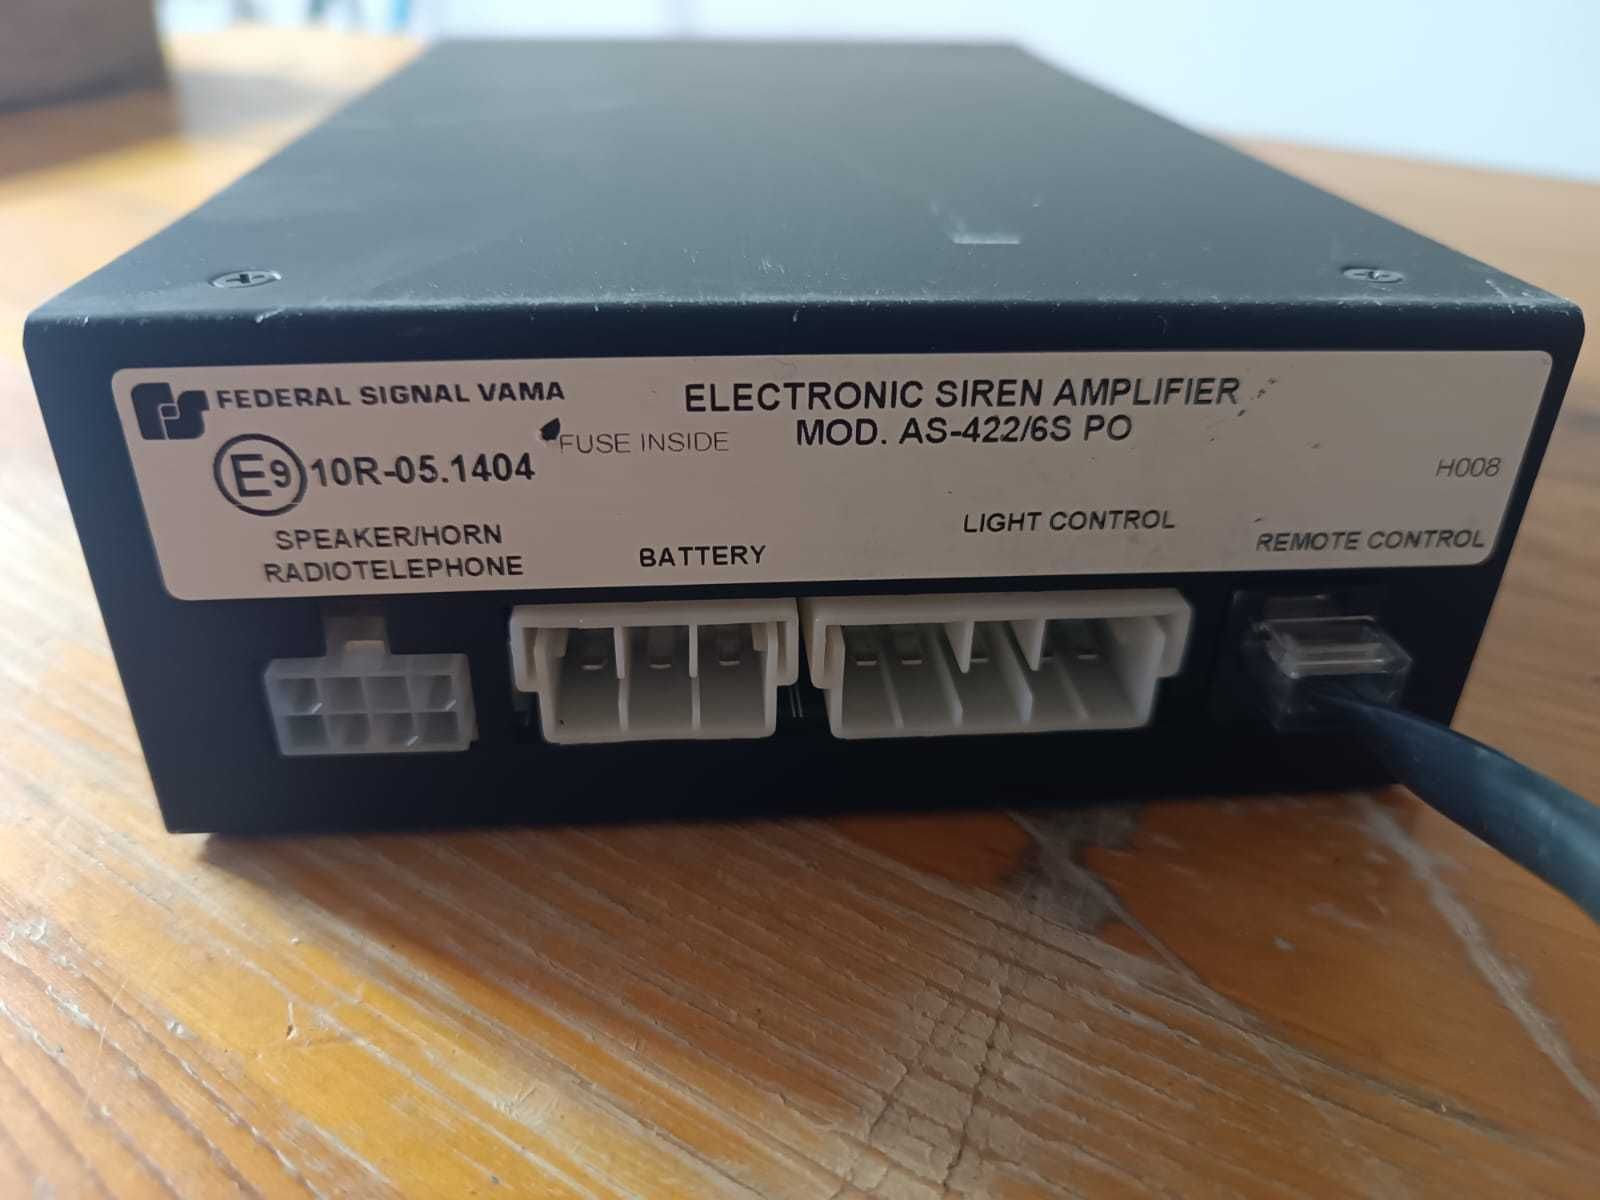 FEDERAL SIGNAL VAMA
ELECTRONIC SIREN AMPLIFIER
MOD. AS-422/6S PO
FUSE INSIDE
E9 10R-05.1404
H008
SPEAKER/HORN
RADIOTELEPHONE
BATTERY
LIGHT CONTROL
REMOTE CONTROL